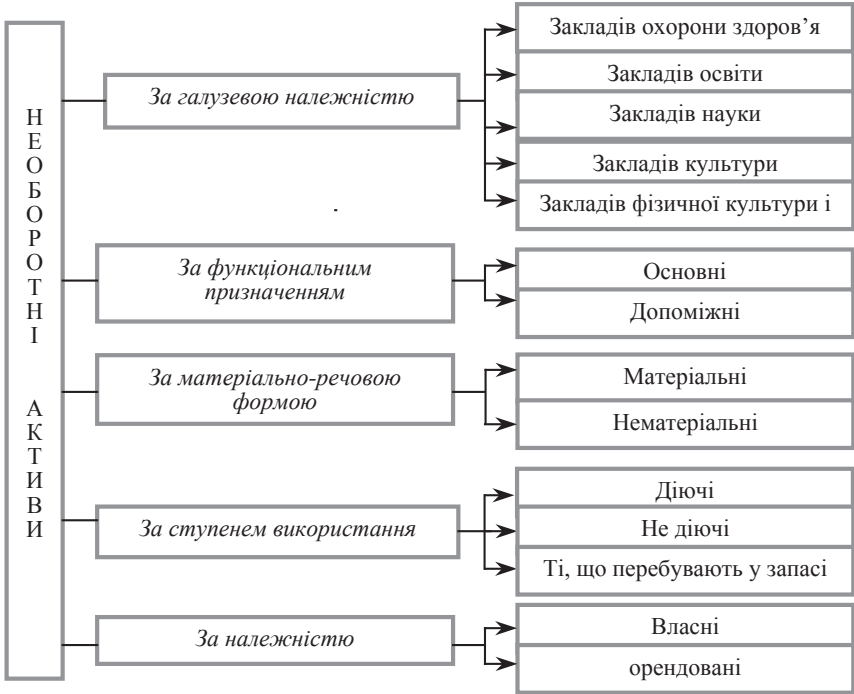 НЕОБОРОТНІ АКТИВИ
За галузевою належністю
Закладів охорони здоров’я
Закладів освіти
Закладів науки
Закладів культури
Закладів фізичної культури і
За функціональним
призначенням
Основні
Допоміжні
За матеріально-речовою
формою
Матеріальні
Нематеріальні
За ступенем використання
Діючі
Не діючі
Ті, що перебувають у запасі
За належністю
Власні
орендовані